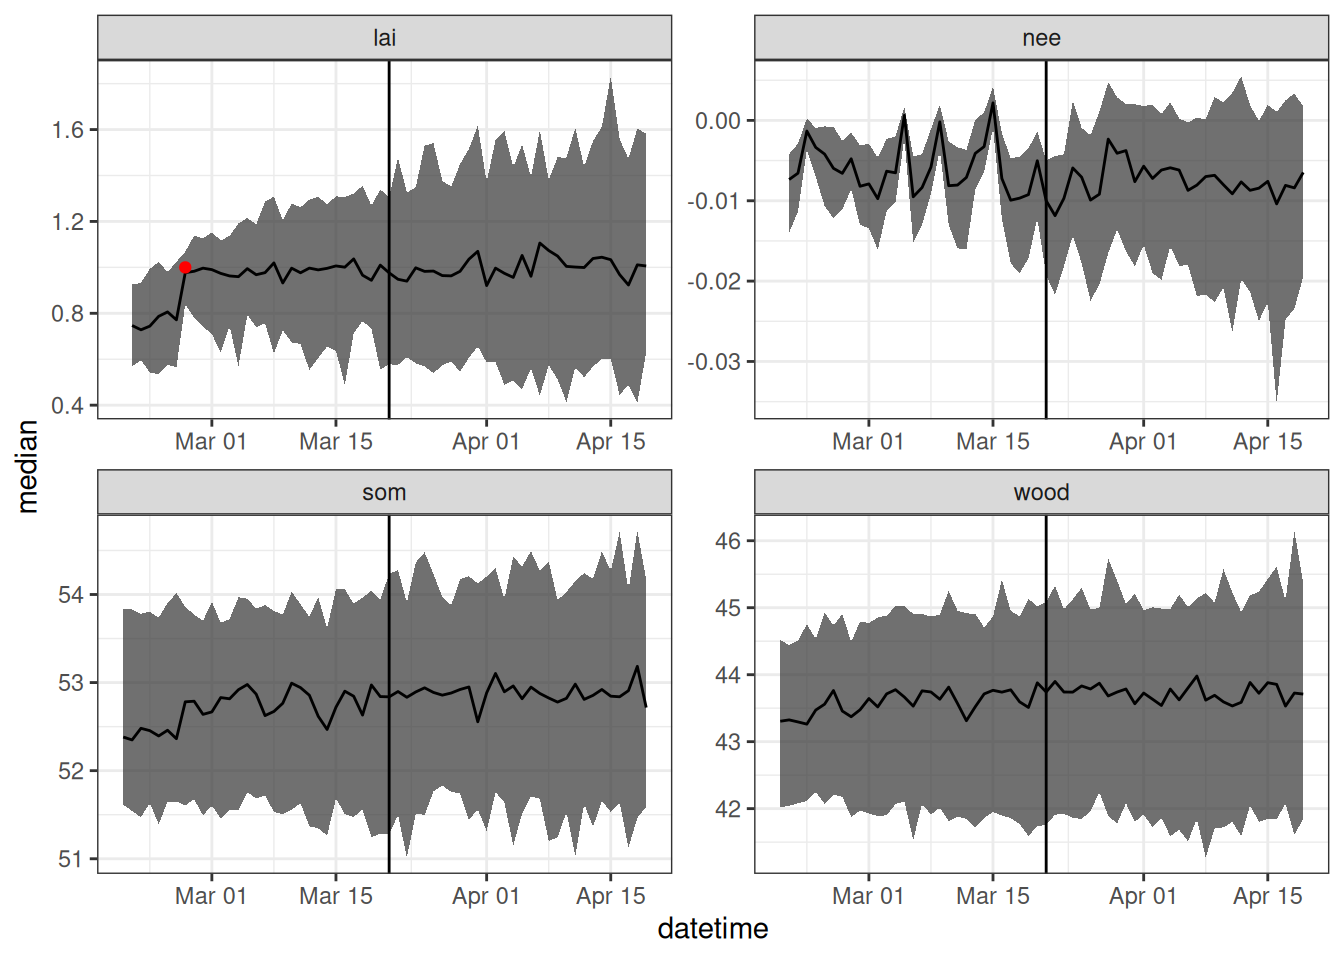 lai
nee
1.6
1.2
0.8
0.4
0.00
-0.01
-0.02
-0.03
Mar 01 Mar 15 Apr 01 Apr 15
Mar 01 Mar 15 Apr 01 Apr 15
median
som
wood
54
53
52
51
46
45
44
43
42
Mar 01 Mar 15 Apr 01 Apr 15
Mar 01 Mar 15 Apr 01 Apr 15
datetime